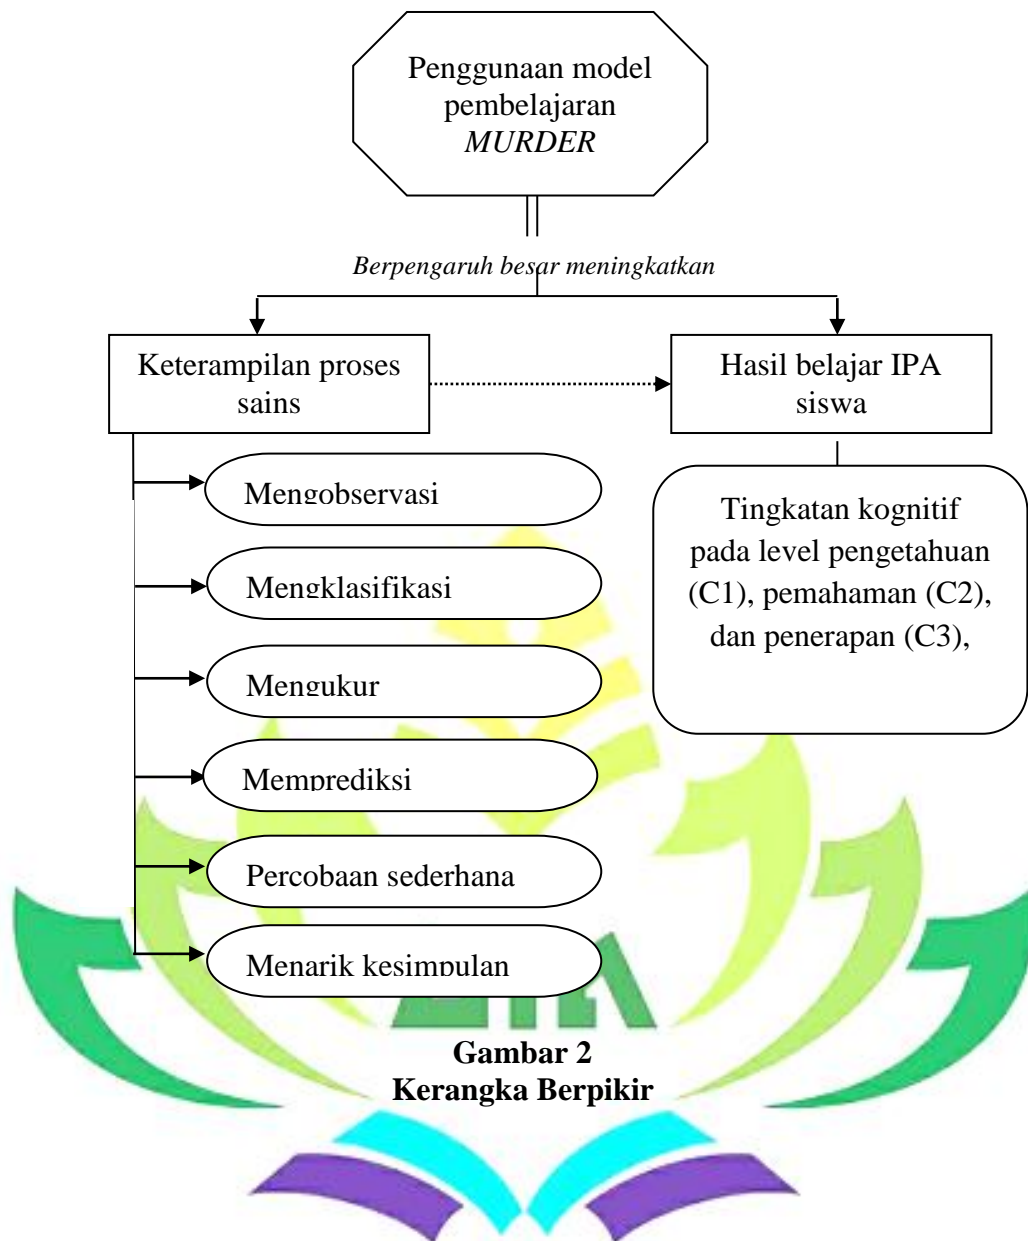 Penggunaan model
pembelajaran
MURDER
Berpengaruh besar meningkatkan
Keterampilan proses
sains
Hasil belajar IPA
siswa
Mengobservasi
Mengklasifikasi
Mengukur
Memprediksi
Percobaan sederhana
Menarik kesimpulan
Tingkatan kognitif
pada level pengetahuan
(C1), pemahaman (C2),
dan penerapan (C3),
Gambar 2
Kerangka Berpikir